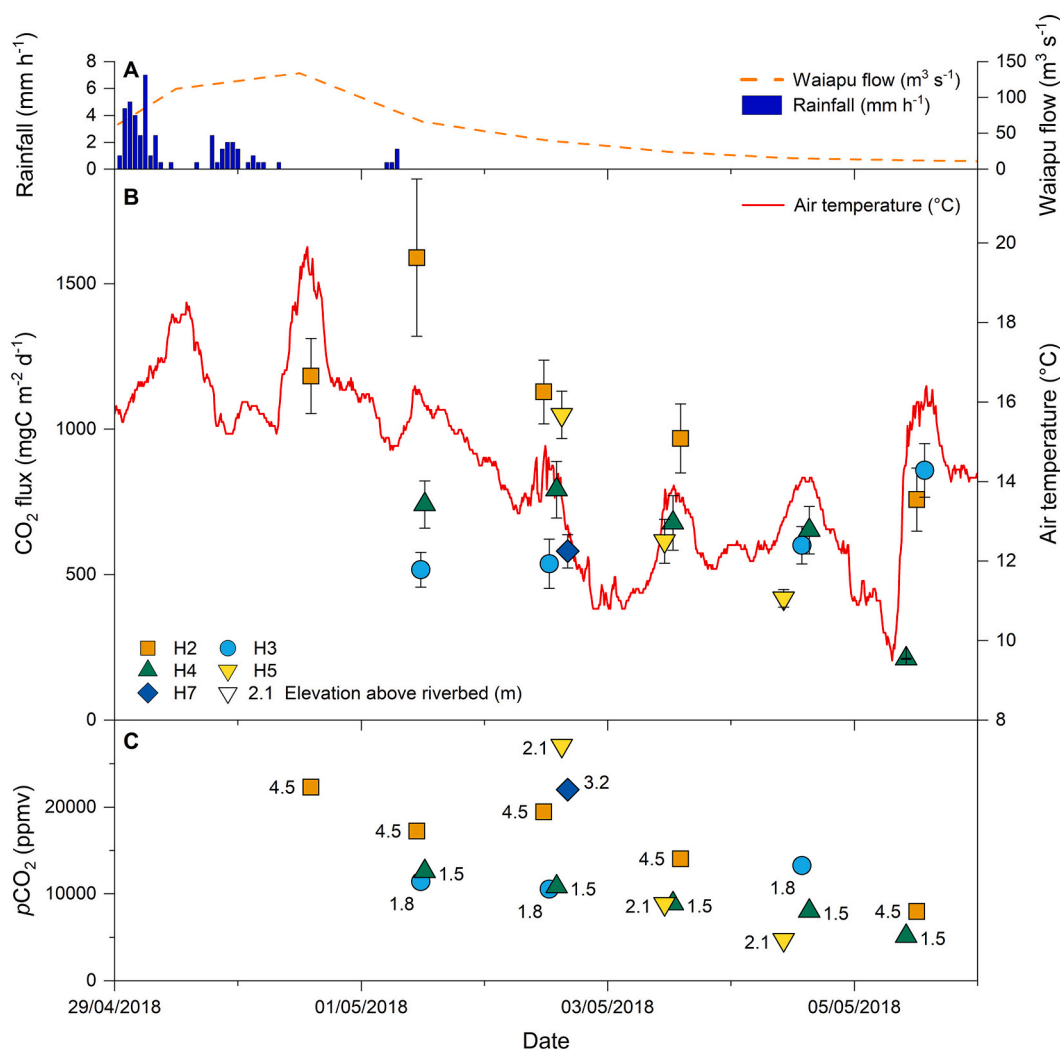 A
Rainfall (mm h⁻¹)
8
6
4
2
0
Waiapu flow (m³ s⁻¹)
Rainfall (mm h⁻¹)
150
100
50
0
Waiapu flow (m³ s⁻¹)
B
Air temperature (°C)
CO₂ flux (mgC m⁻² d⁻¹)
1500
1000
500
0
20
18
16
14
12
10
8
Air temperature (°C)
H2 H3
H4 H5
H7 2.1 Elevation above riverbed (m)
C
pCO₂ (ppmv)
20000
10000
0
4.5
4.5
1.5
1.8
2.1
3.2
4.5
1.5
1.8
4.5
2.1
1.5
1.8
1.5
2.1
4.5
1.5
29/04/2018 01/05/2018 03/05/2018 05/05/2018
Date